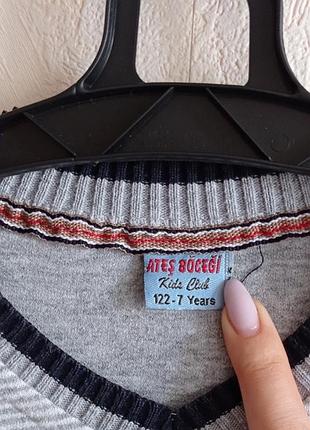 ATEŞ BÖCEĞİ
Kids Club
122-7 Years